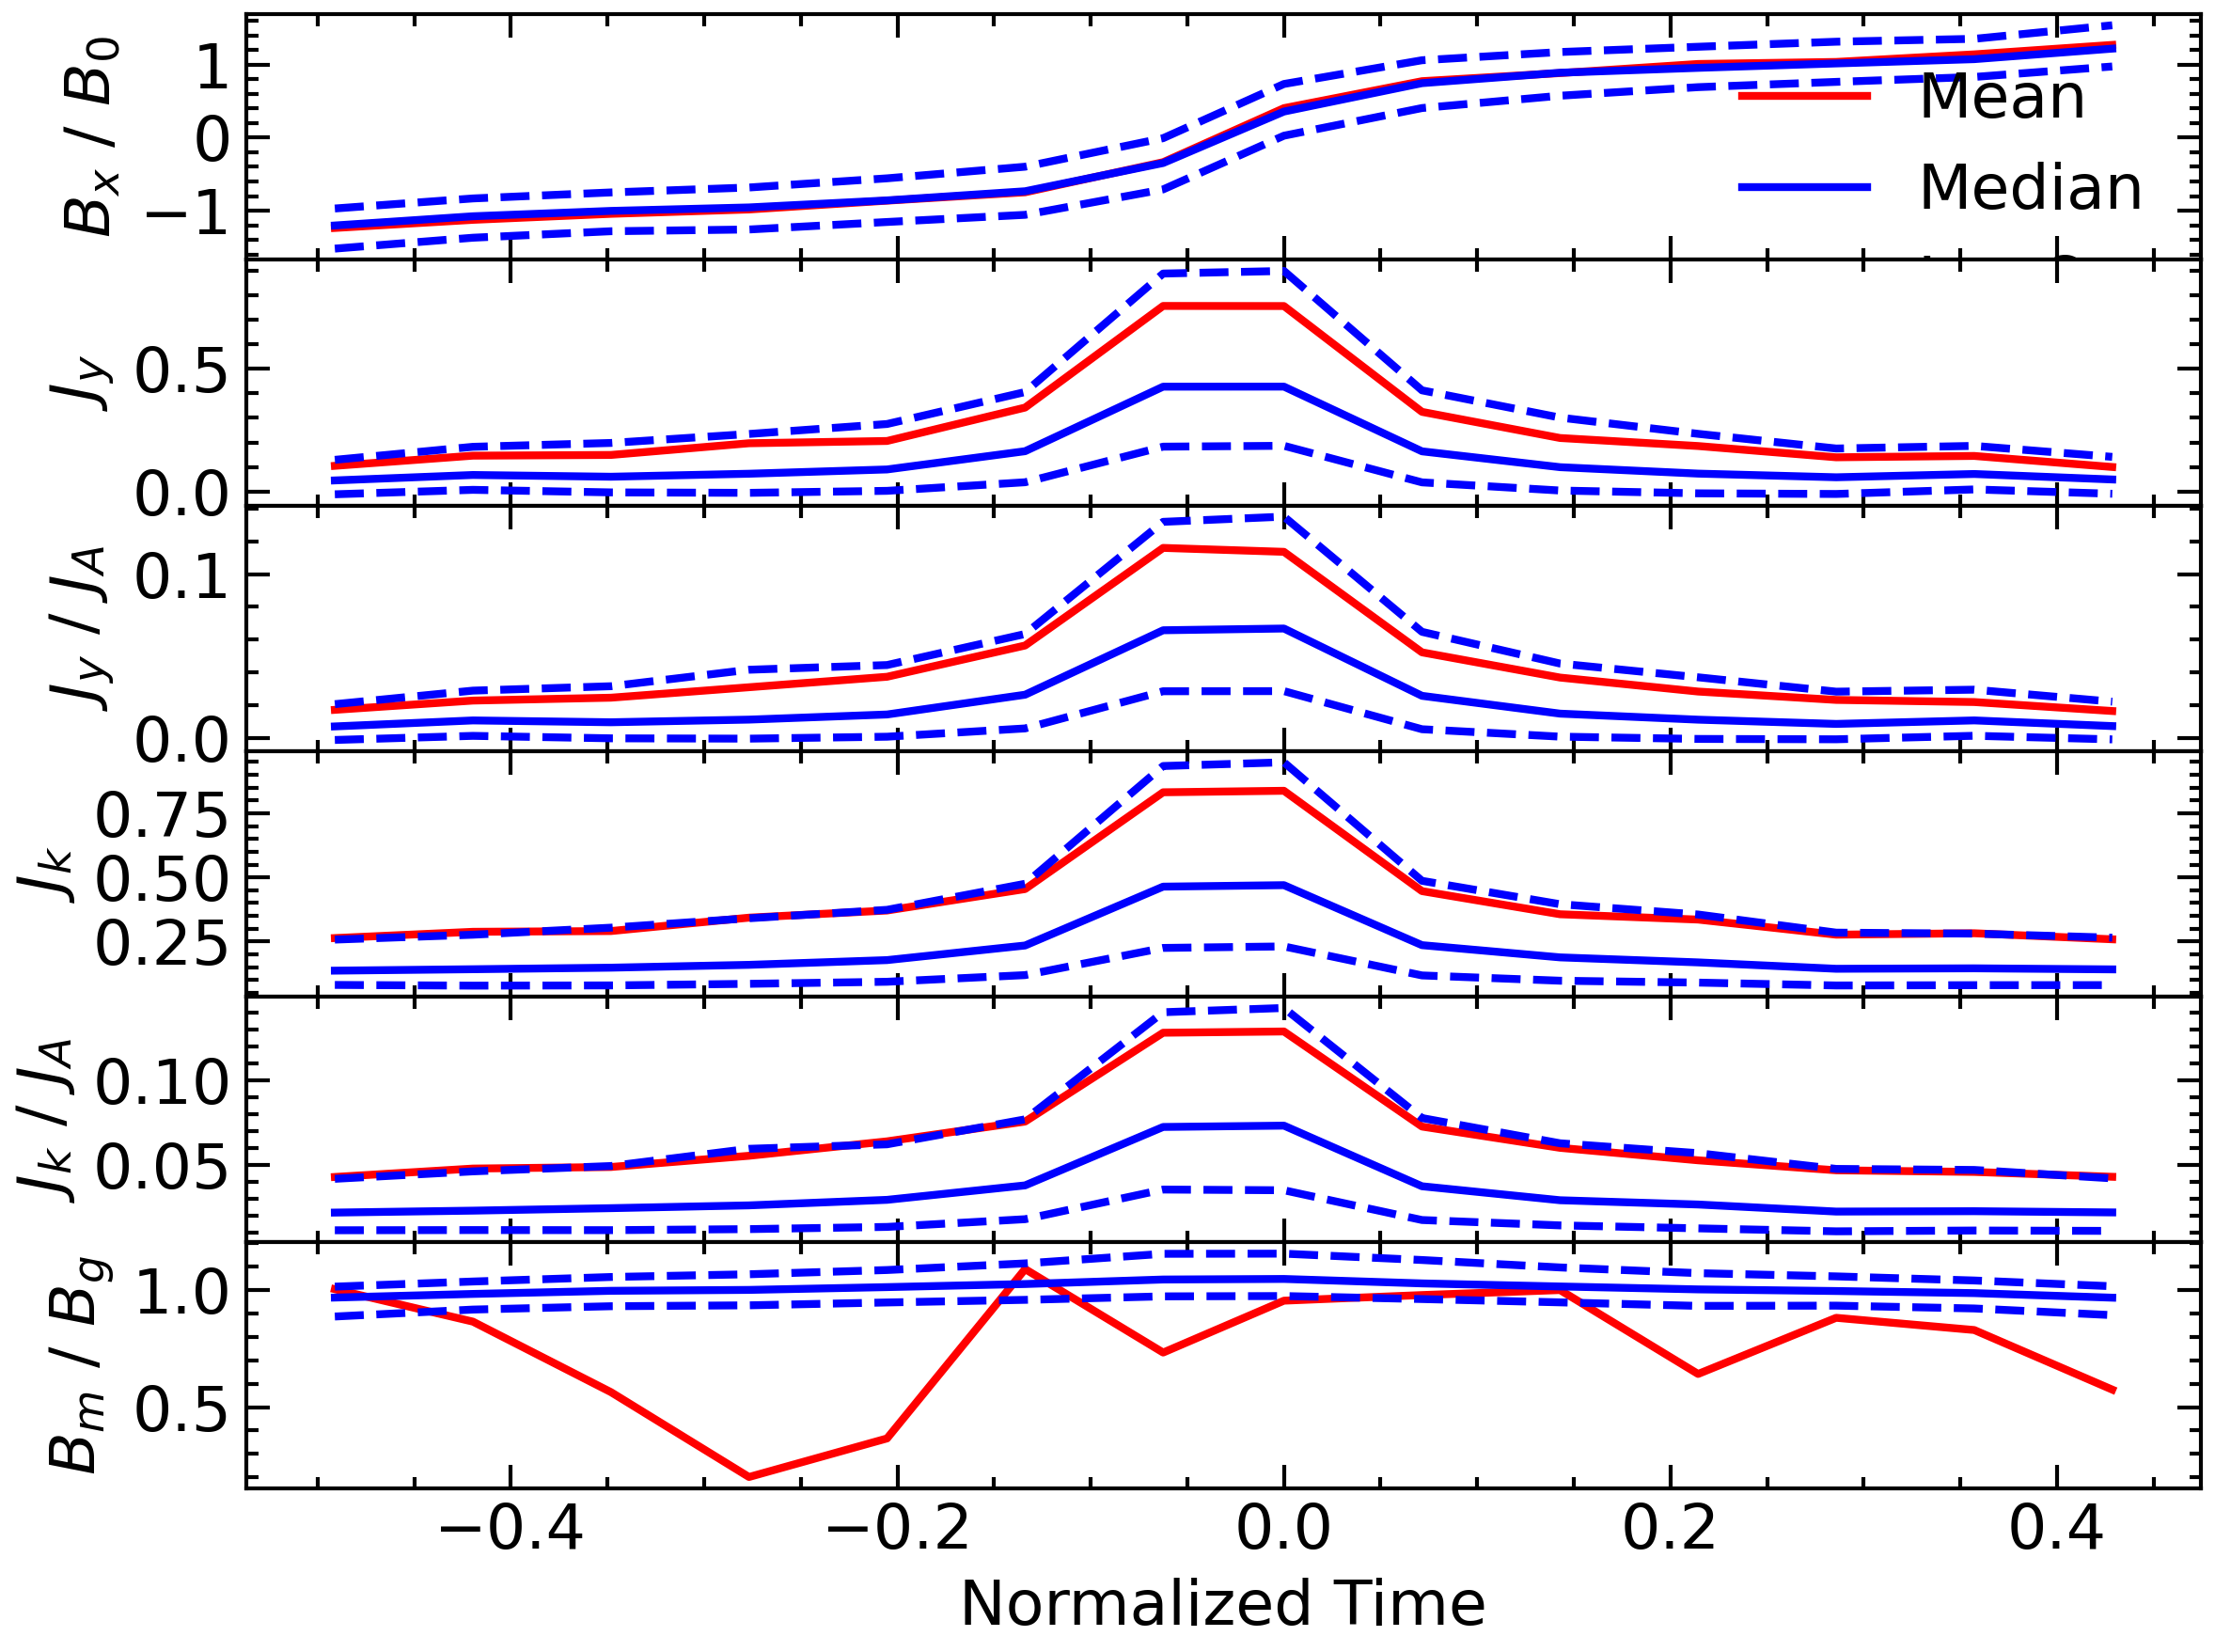 B_x / B_0
1
0
−1
Mean
Median
J_y
0.5
0.0
J_y / J_A
0.1
0.0
J_k
0.75
0.50
0.25
J_k / J_A
0.10
0.05
B_m / B_g
1.0
0.5
−0.4 −0.2 0.0 0.2 0.4
Normalized Time